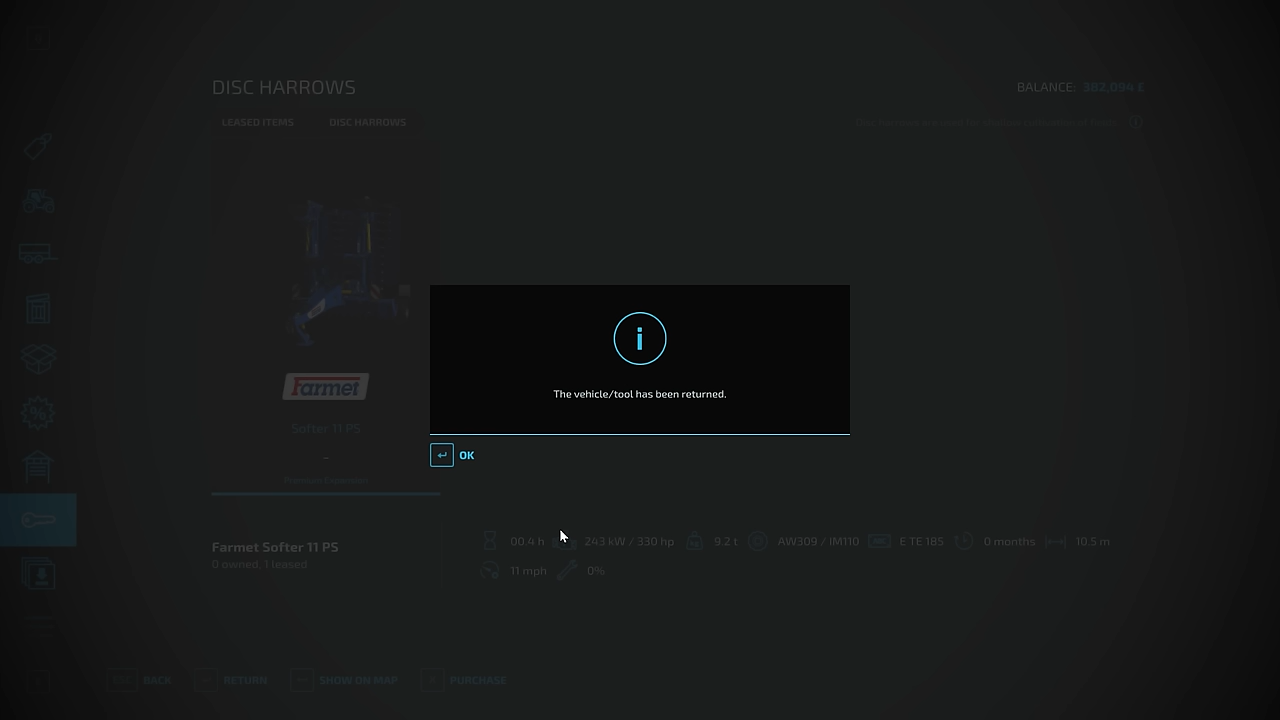 DISC HARROWS
BALANCE: 382,094 €
LEASED ITEMS DISC HARROWS
Farmet
Softer 11 PS
-
i
The vehicle/tool has been returned.
OK
Farmet Softer 11 PS
0 owned, 1 leased
00.4 h 243 kW / 330 hp 9.2 t AW309 / IM110 E TE 185 0 months 10.5 m
11 mph 0%
BACK RETURN SHOW ON MAP PURCHASE